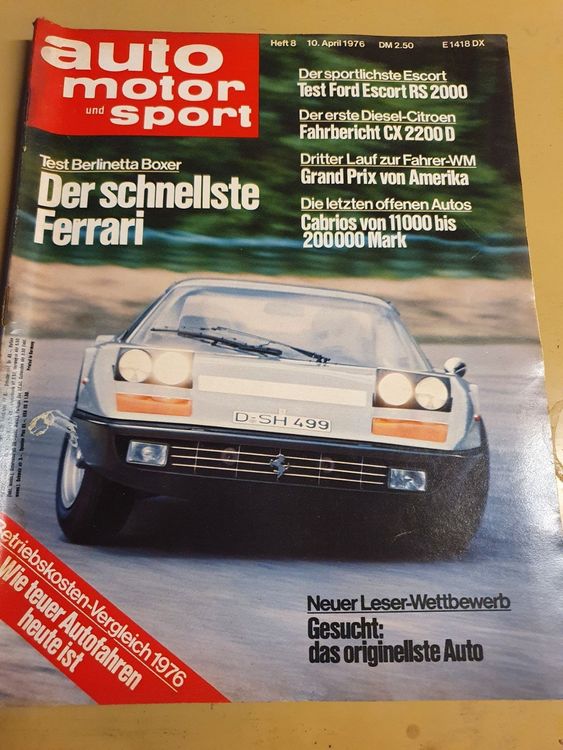 auto
motor
und sport
Heft 8 10. April 1976 DM 2.50 E 1418 DX
Der sportlichste Escort
Test Ford Escort RS 2000
Der erste Diesel-Citroen
Fahrbericht CX 2200 D
Dritter Lauf zur Fahrer-WM
Grand Prix von Amerika
Die letzten offenen Autos
Cabrios von 11000 bis
200000 Mark
Test Berlinetta Boxer
Der schnellste
Ferrari
D-SH 499
Betriebskosten-Vergleich 1976
Wie teuer Autofahren
heute ist
Neuer Leser-Wettbewerb
Gesucht:
das originellste Auto